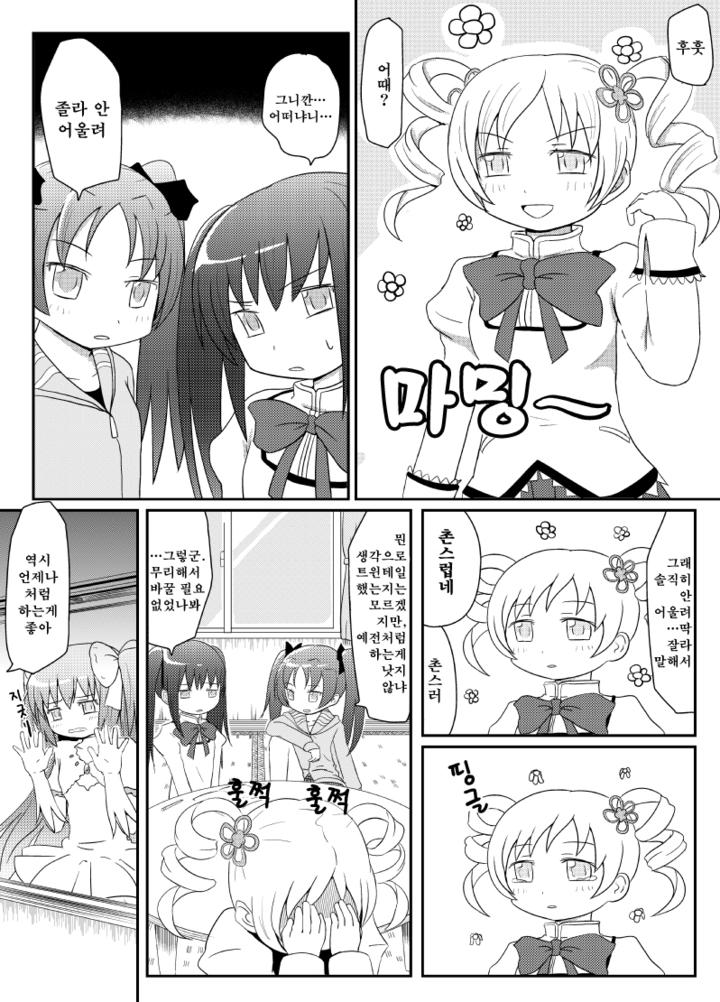 후훗
어때?
마밍~
그니깐…
어떠냐니…
졸라 안
어울려
그래
솔직히
안
어울려…
딱
잘라
말해서
촌스럽네
촌스러
핑글
뭔
생각으로
트윈테일
했는지는
모르겠
지만,
예전처럼
하는게
낫지
않냐
…그렇군.
무리해서
바꿀 필요
없었나봐
훌쩍
훌쩍
역시
언제나
처럼
하는게
좋아
지긋이